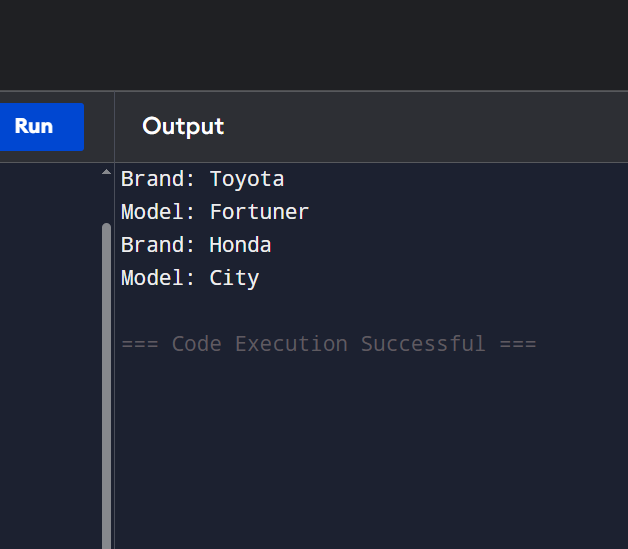 Run
Output
Brand: Toyota
Model: Fortuner
Brand: Honda
Model: City
=== Code Execution Successful ===